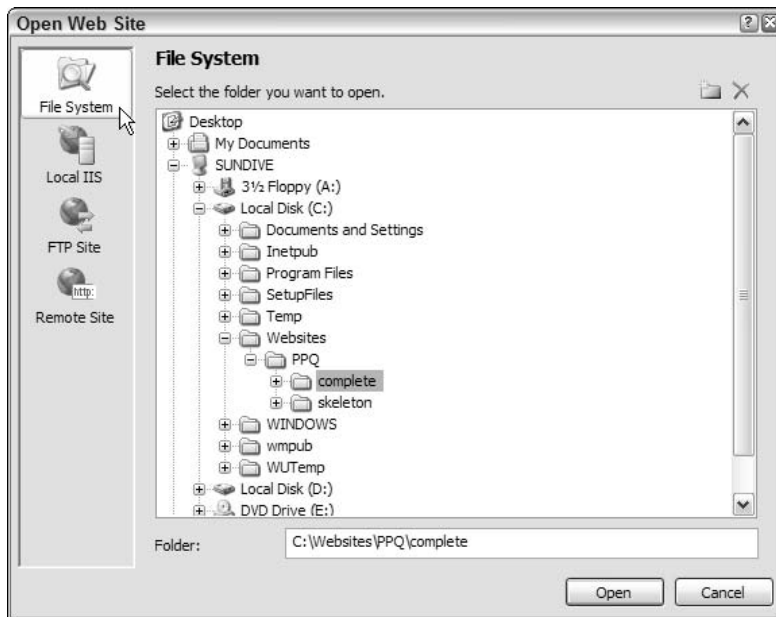 Open Web Site
File System
Local IIS
FTP Site
http:
Remote Site
File System
Select the folder you want to open.
Desktop
My Documents
SUNDIVE
3½ Floppy (A:)
Local Disk (C:)
Documents and Settings
Inetpub
Program Files
SetupFiles
Temp
Websites
PPQ
complete
skeleton
WINDOWS
wmpub
WUTemp
Local Disk (D:)
DVD Drive (E:)
Folder: C:\Websites\PPQ\complete
Open Cancel